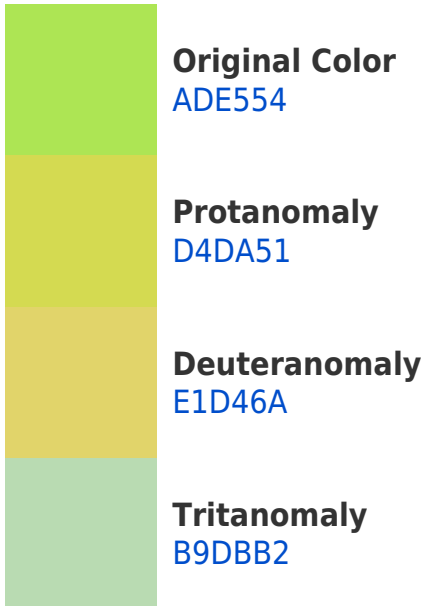 Original Color
ADE554
Protanomaly
D4DA51
Deuteranomaly
E1D46A
Tritanomaly
B9DBB2